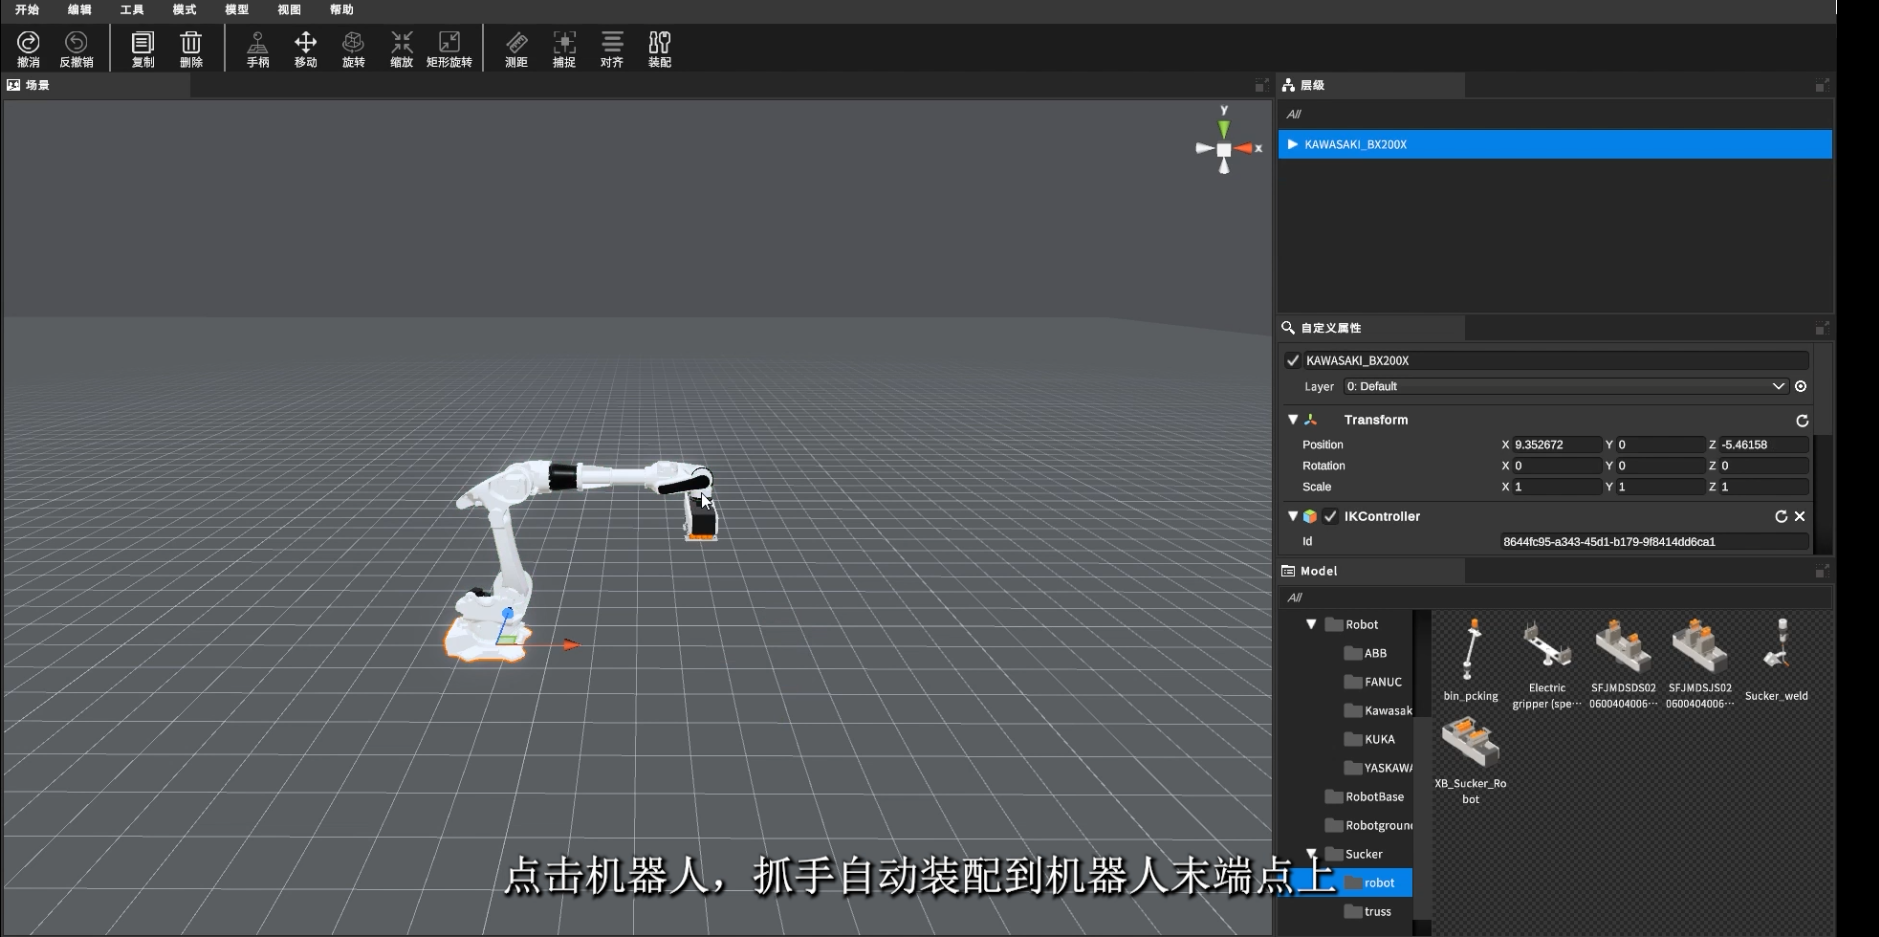 开始 编辑 工具 模式 模型 视图 帮助
撤消 反撤销 复制 删除 手柄 移动 旋转 缩放 矩形旋转 测距 捕捉 对齐 装配
场景
Y
x
层级
All
KAWASAKI_BX200X
自定义属性
KAWASAKI_BX200X
Layer 0: Default
Transform
Position X 9.352672 Y 0 Z -5.46158
Rotation X 0 Y 0 Z 0
Scale X 1 Y 1 Z 1
IKController
Id 8644fc95-a343-45d1-b179-9f8414dd6ca1
Model
All
Robot
ABB
FANUC
Kawasak
KUKA
YASKAWA
RobotBase
Robotgroun
Sucker
robot
truss
bin_pcking
Electric
gripper (spe···
SFJMDSDS02
0600404006···
SFJMDSJS02
0600404006···
Sucker_weld
XB_Sucker_Ro
bot
点击机器人，抓手自动装配到机器人末端点上